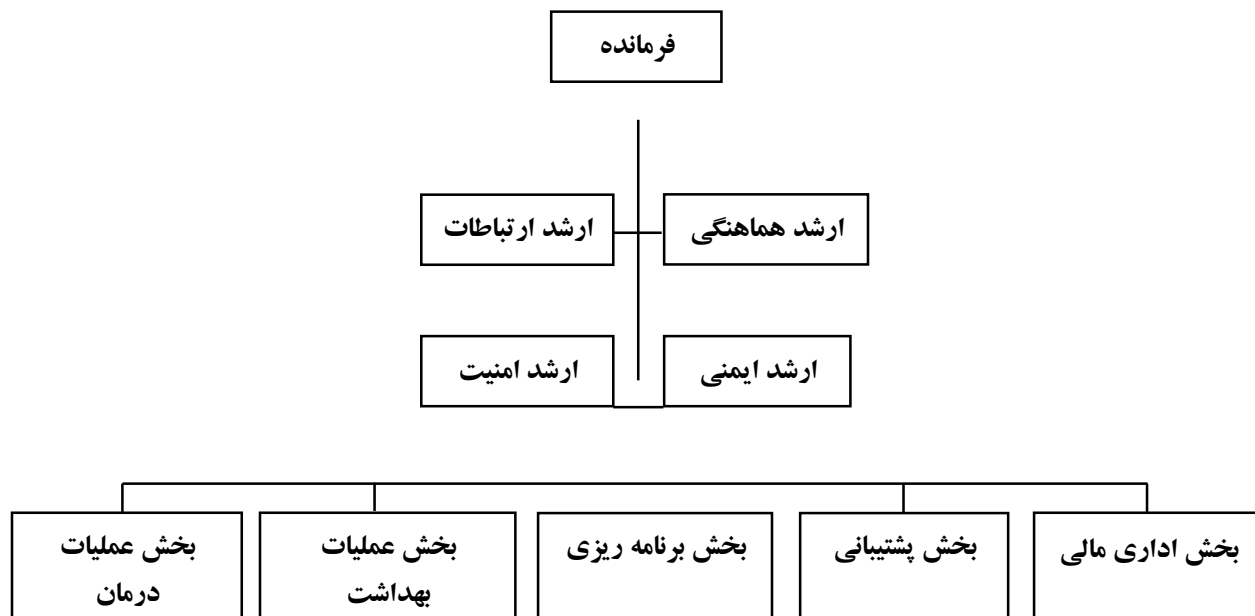 فرمانده
ارشد هماهنگی
ارشد ارتباطات
ارشد ایمنی
ارشد امنیت
بخش اداری مالی
بخش پشتیبانی
بخش برنامه ریزی
بخش عملیات
بهداشت
بخش عملیات
درمان